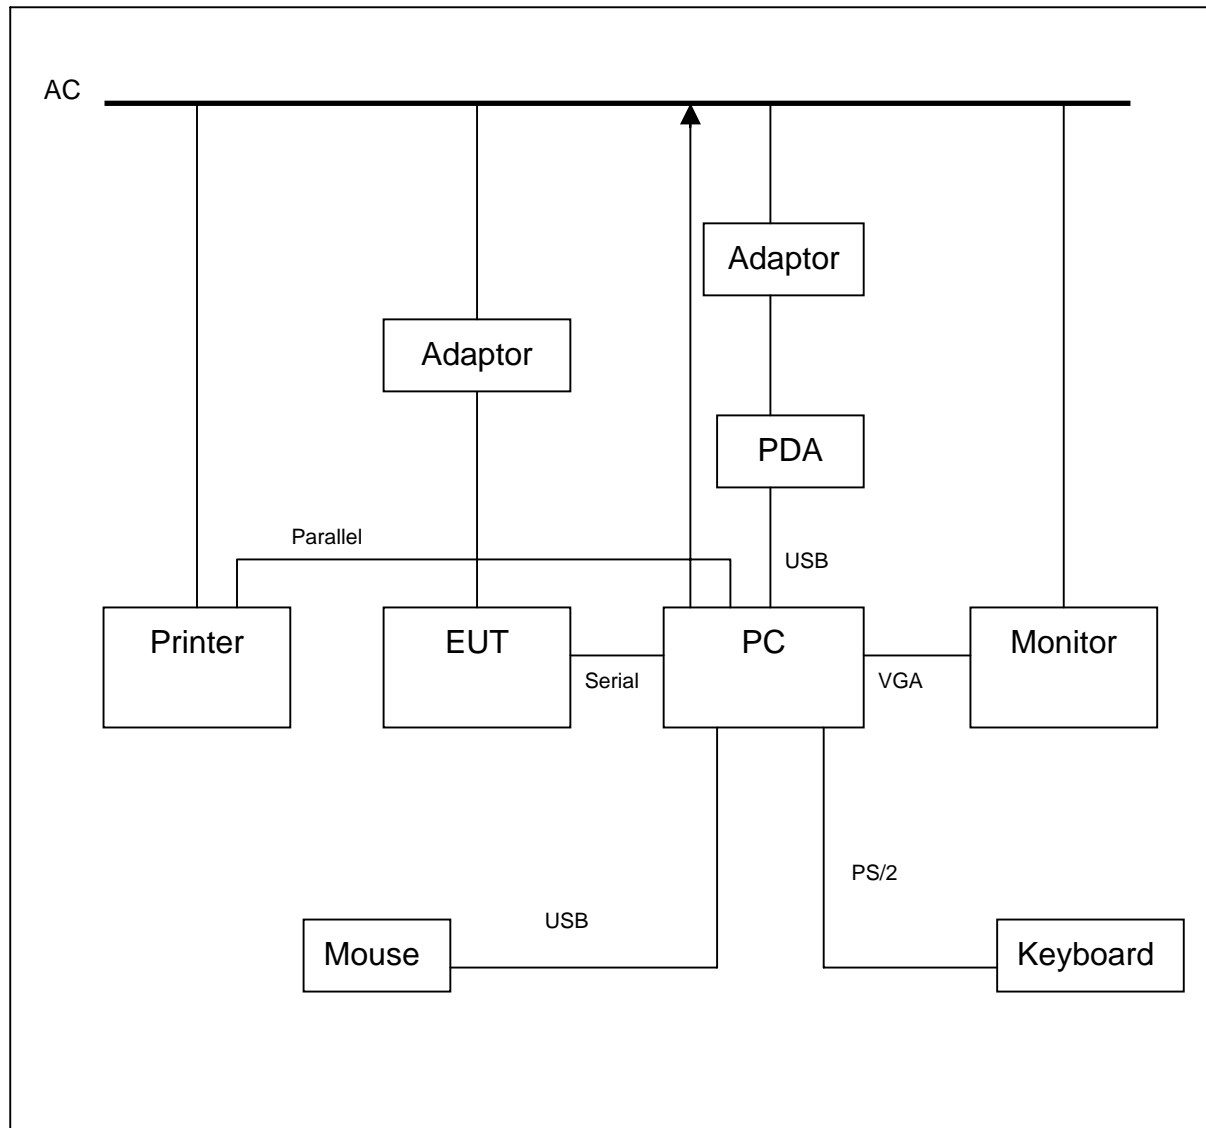 AC
Adaptor
Adaptor
PDA
Parallel
USB
Printer
EUT
PC
Monitor
Serial
VGA
PS/2
USB
Mouse
Keyboard